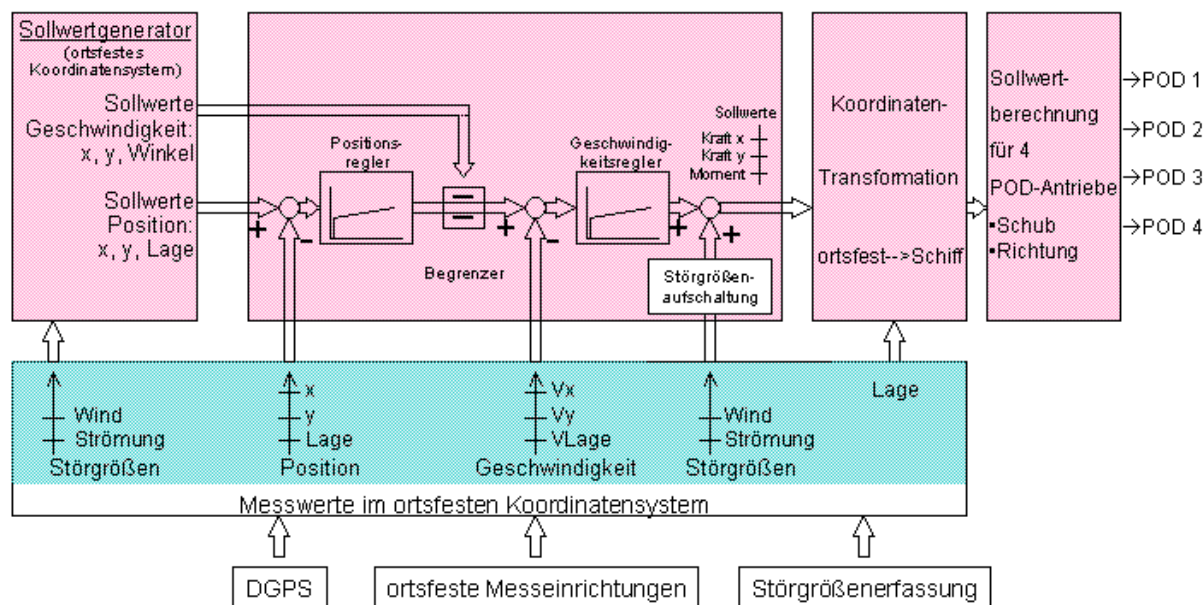 Sollwertgenerator
(ortsfestes
Koordinatensystem)
Sollwerte
Geschwindigkeit:
x, y, Winkel
Sollwerte
Position:
x, y, Lage
+
-
Positions-
regler
Begrenzer
+
-
Geschwindig-
keitsregler
Sollwerte
Kraft x
Kraft y
Moment
+
+
Störgrößen-
aufschaltung
Koordinaten-
Transformation
ortsfest-->Schiff
Sollwert-
berechnung
für 4
POD-Antriebe
▪Schub
▪Richtung
→POD 1
→POD 2
→POD 3
→POD 4
Wind
Strömung
Störgrößen
x
y
Lage
Position
Vx
Vy
VLage
Geschwindigkeit
Wind
Strömung
Störgrößen
Lage
Messwerte im ortsfesten Koordinatensystem
DGPS
ortsfeste Messeinrichtungen
Störgrößenerfassung